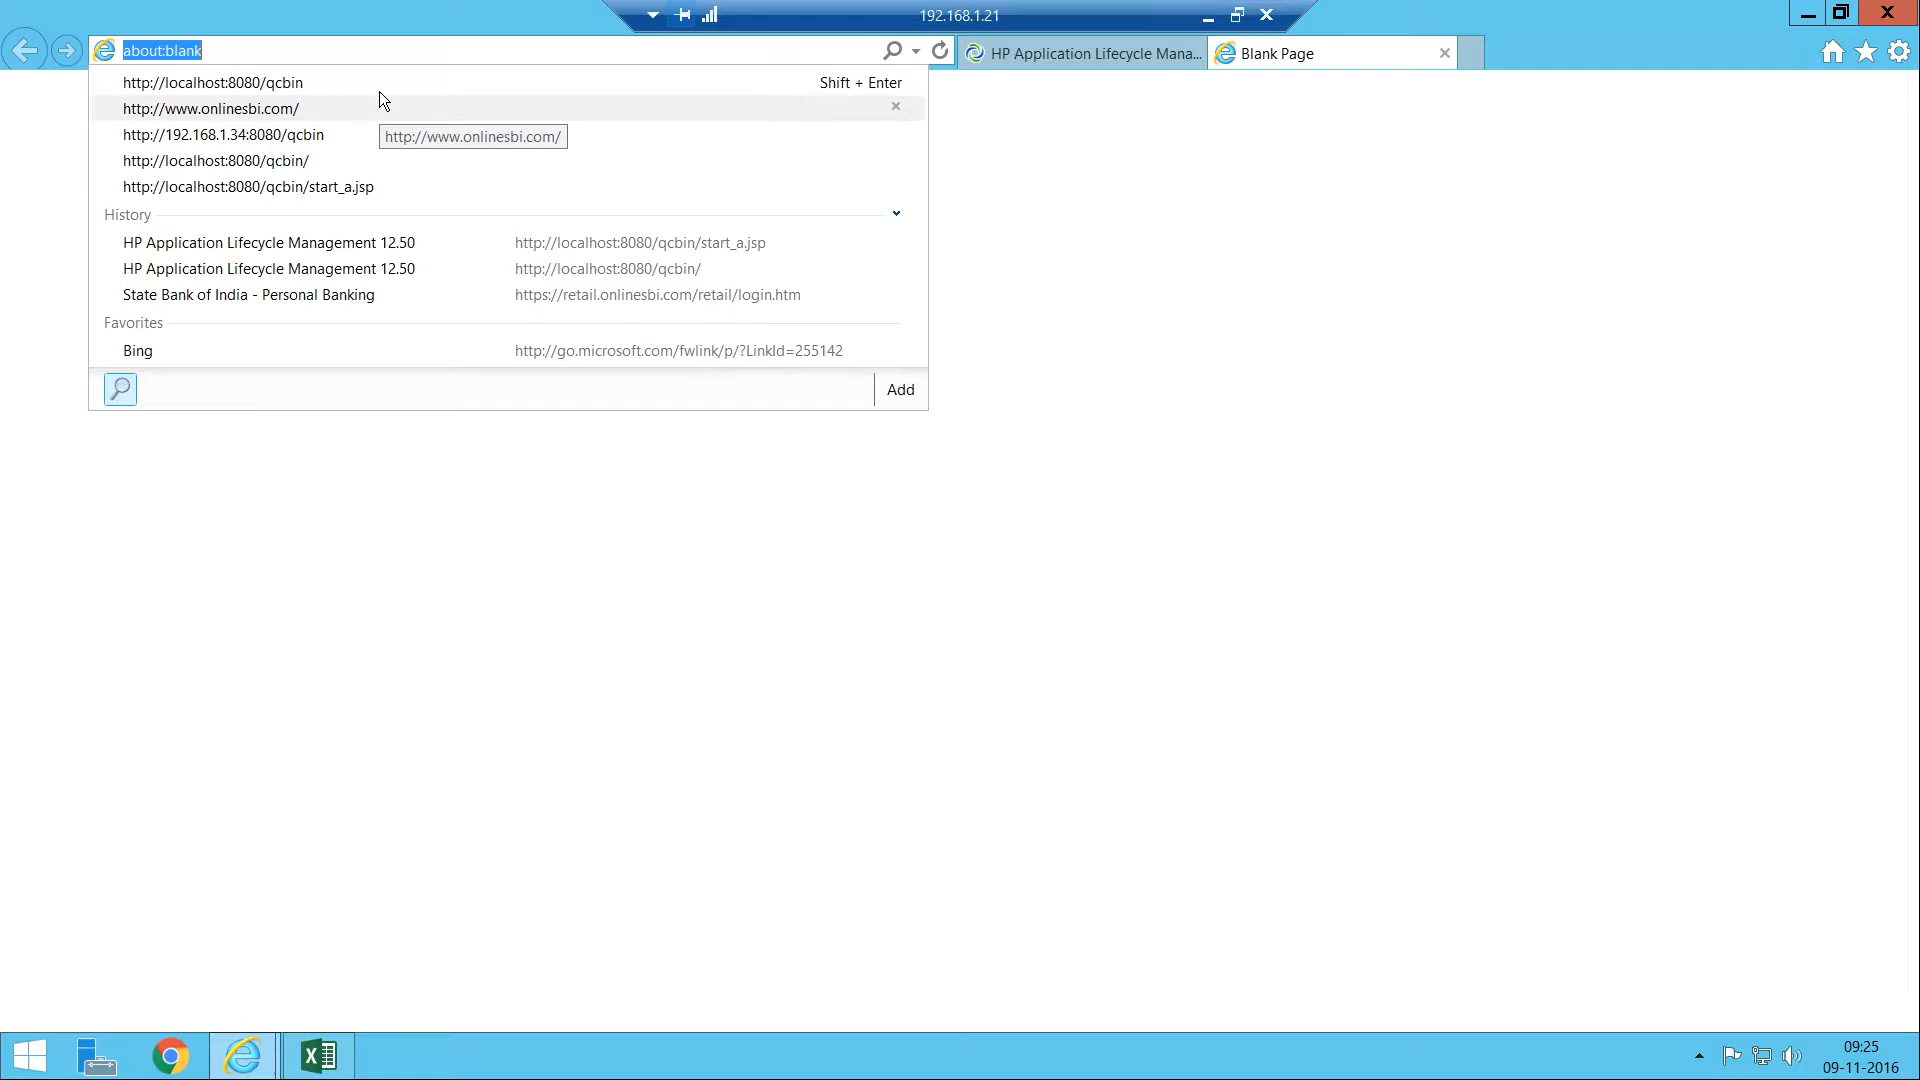 192.168.1.21
about:blank
HP Application Lifecycle Mana...
Blank Page
http://localhost:8080/qcbin Shift + Enter
http://www.onlinesbi.com/
http://192.168.1.34:8080/qcbin
http://www.onlinesbi.com/
http://localhost:8080/qcbin/
http://localhost:8080/qcbin/start_a.jsp
History
HP Application Lifecycle Management 12.50 http://localhost:8080/qcbin/start_a.jsp
HP Application Lifecycle Management 12.50 http://localhost:8080/qcbin/
State Bank of India - Personal Banking https://retail.onlinesbi.com/retail/login.htm
Favorites
Bing http://go.microsoft.com/fwlink/p/?LinkId=255142
Add
09:25
09-11-2016